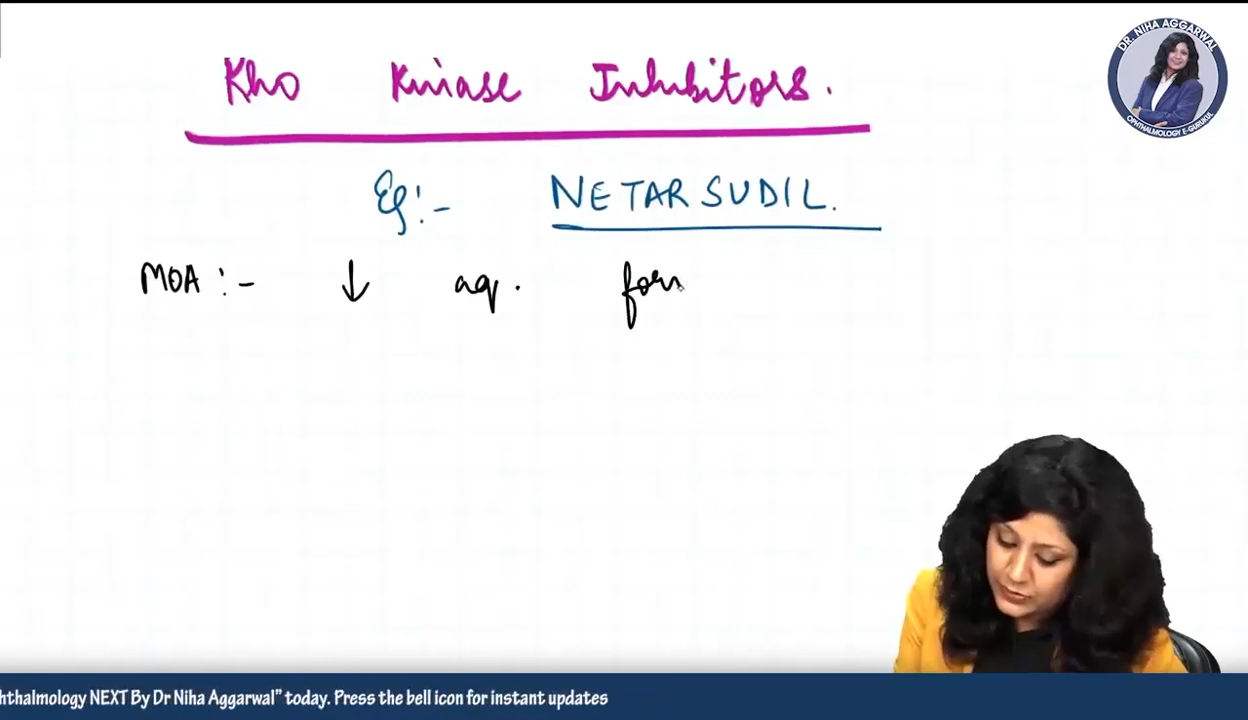 DR. NIHA AGGARWAL
OPHTHALMOLOGY E-GURUKUL
Rho Kinase Inhibitors.
Eg:- NETARSUDIL.
MOA:- ↓ aq. form
hthalmology NEXT By Dr Niha Aggarwal" today. Press the bell icon for instant updates